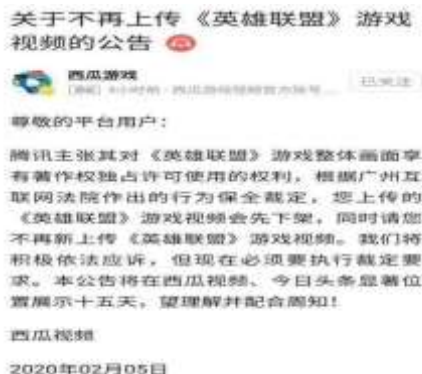 关于不再上传《英雄联盟》游戏
视频的公告
西瓜游戏
已关注
尊敬的平台用户：
腾讯主张其对《英雄联盟》游戏整体画面享
有著作权独占许可使用的权利，根据广州互
联网法院作出的行为保全裁定，您上传的
《英雄联盟》游戏视频会先下架，同时请您
不再新上传《英雄联盟》游戏视频。我们将
积极依法应诉，但现在必须要执行裁定要
求。本公告将在西瓜视频、今日头条显著位
置展示十五天，望理解并配合周知！
西瓜视频
2020年02月05日